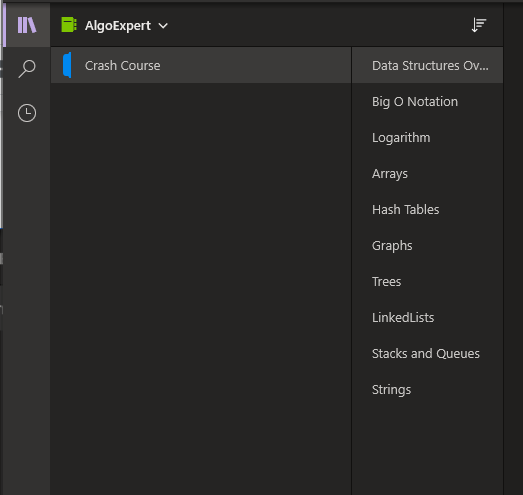 AlgoExpert
Crash Course
Data Structures Ov...
Big O Notation
Logarithm
Arrays
Hash Tables
Graphs
Trees
LinkedLists
Stacks and Queues
Strings